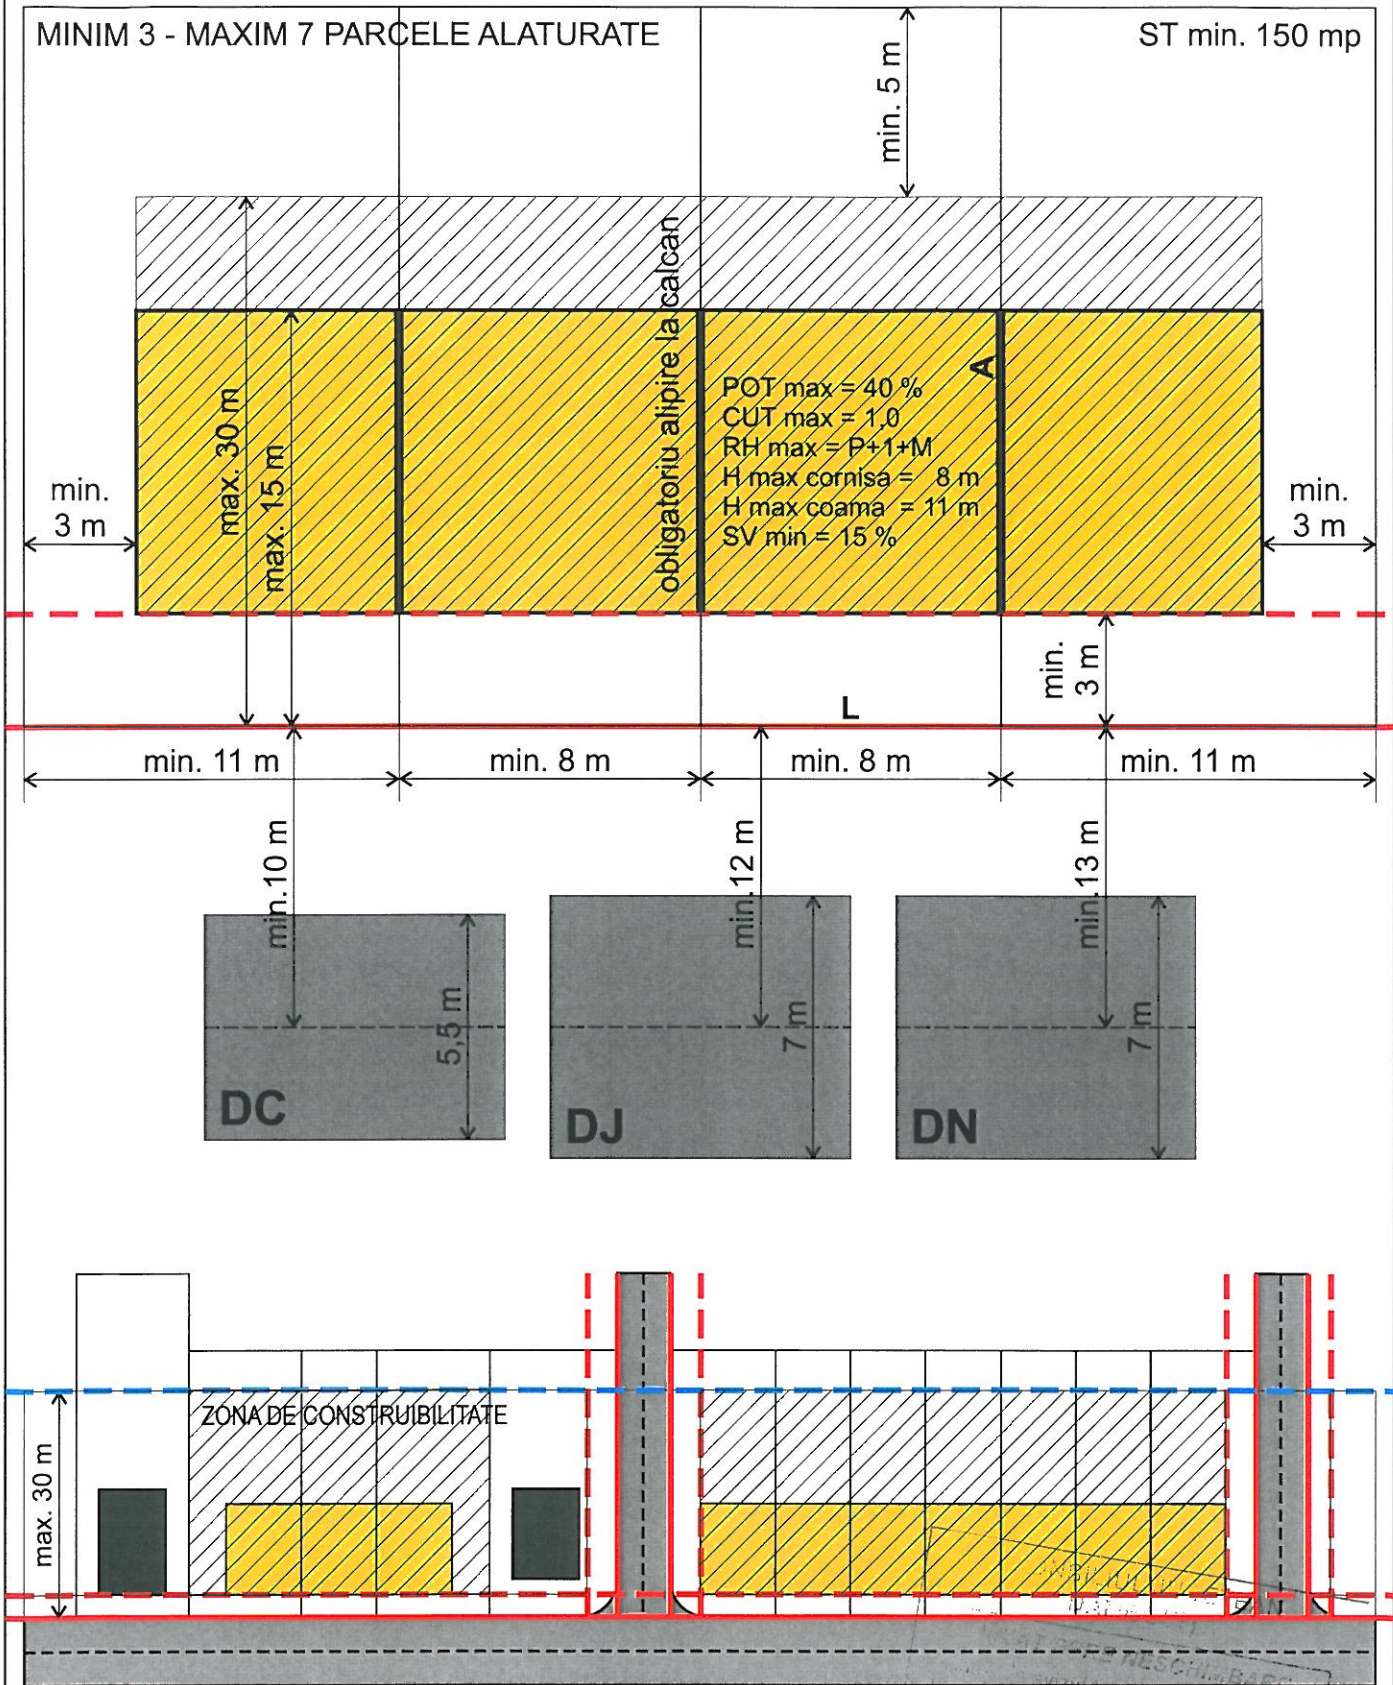 MINIM 3 - MAXIM 7 PARCELE ALATURATE
ST min. 150 mp
min. 5 m
obligatoriu alipire la calcan
A
POT max = 40 %
CUT max = 1,0
RH max = P+1+M
H max cornisa = 8 m
H max coama = 11 m
SV min = 15 %
max. 30 m
max. 15 m
min.
3 m
min.
3 m
min.
3 m
L
min. 11 m
min. 8 m
min. 8 m
min. 11 m
min.10 m
min.12 m
min.13 m
5,5 m
7 m
7 m
DC
DJ
DN
ZONA DE CONSTRUIBILITATE
max. 30 m